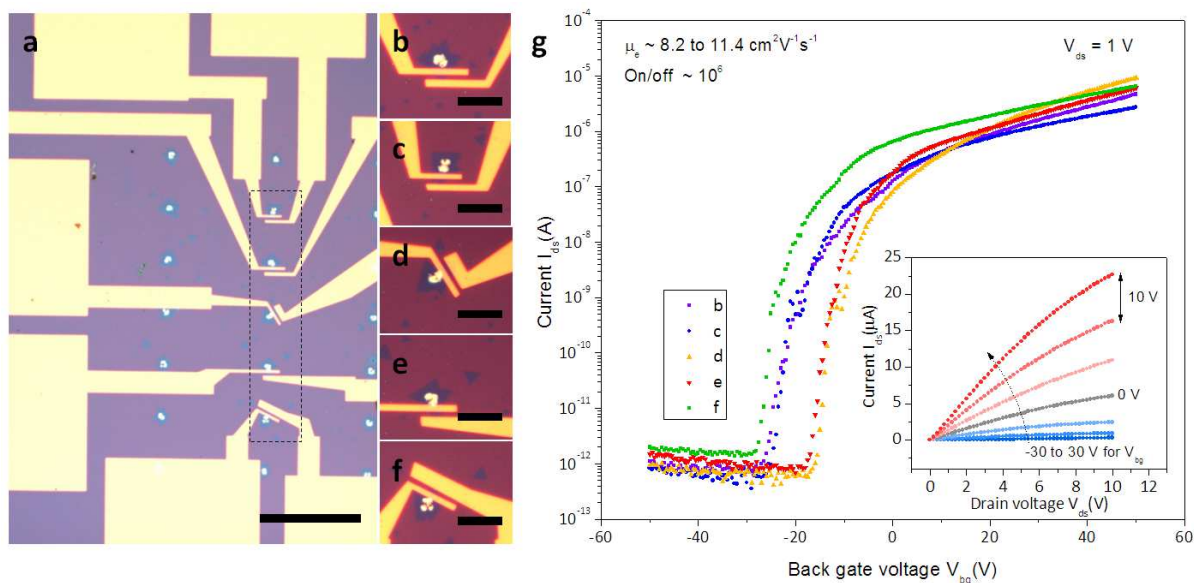 a
b
c
d
e
f
g
μe ~ 8.2 to 11.4 cm²V⁻¹s⁻¹
On/off ~ 10⁶
Vds = 1 V
10⁻⁴
10⁻⁵
10⁻⁶
10⁻⁷
10⁻⁸
10⁻⁹
10⁻¹⁰
10⁻¹¹
10⁻¹²
10⁻¹³
Current Ids(A)
-60 -40 -20 0 20 40 60
Back gate voltage Vbg(V)
b
c
d
e
f
25
20
15
10
5
0
Current Ids(μA)
10 V
0 V
-30 to 30 V for Vbg
0 2 4 6 8 10 12
Drain voltage Vds(V)